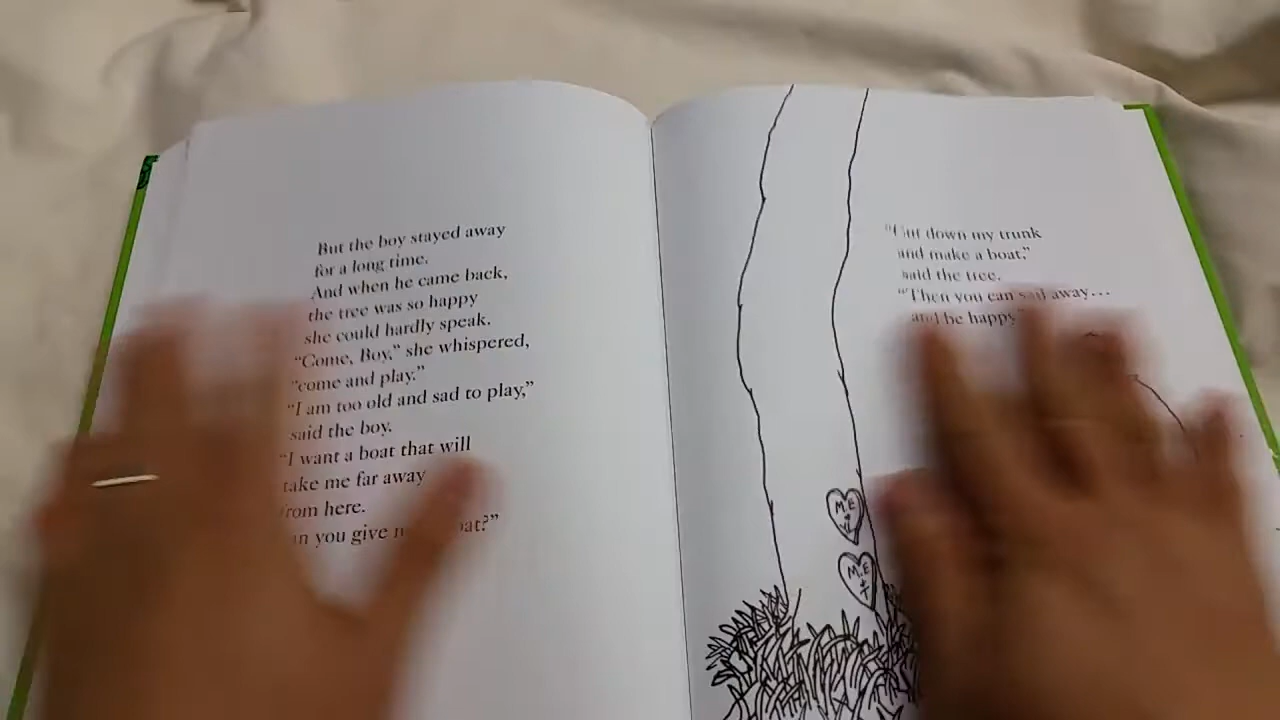 But the boy stayed away
for a long time.
And when he came back,
the tree was so happy
she could hardly speak.
"Come, Boy," she whispered,
"come and play."
"I am too old and sad to play,"
said the boy.
"I want a boat that will
take me far away
from here.
you give
"Cut down my trunk
and make a boat,"
said the tree.
"Then you can sail away...
and be happy."
M.E.
M.E.
+
T.